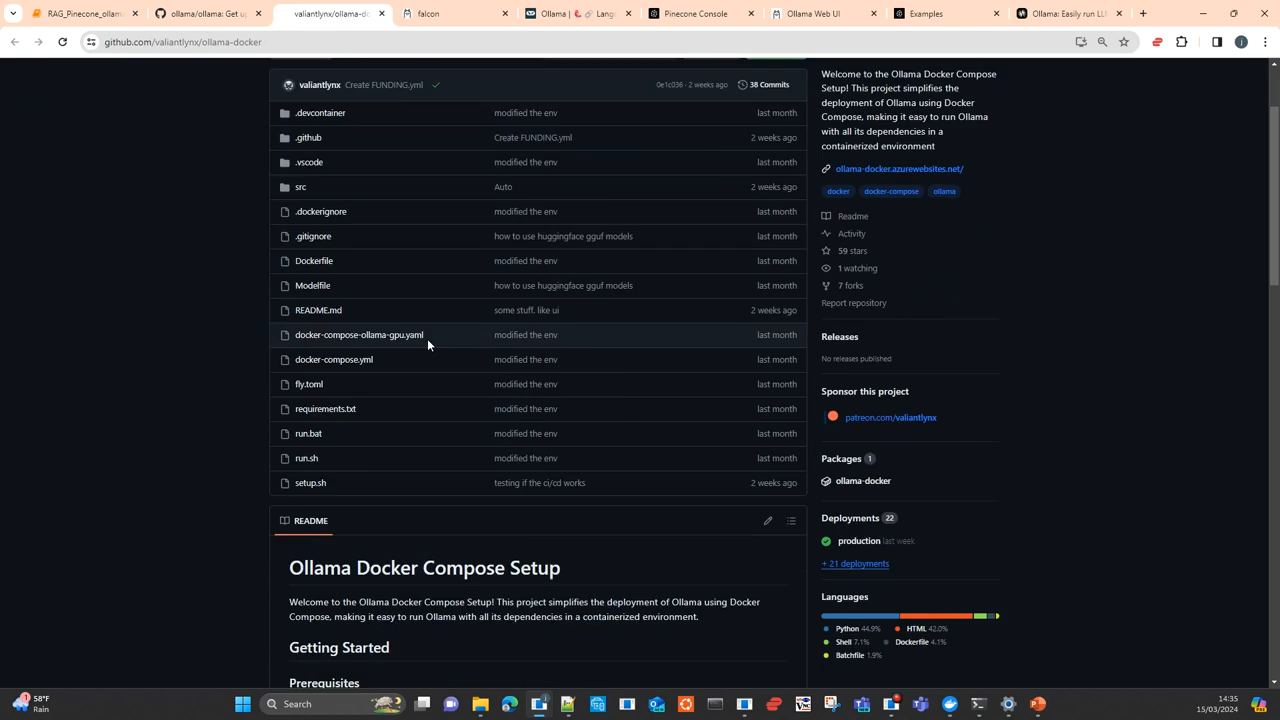 RAG_Pinecone_ollama
ollama/ollama: Get up
valiantlynx/ollama-do
falcon
Ollama | 🦜️🔗 Lang
Pinecone Console
Ollama Web UI
Examples
Ollama: Easily run LL
github.com/valiantlynx/ollama-docker
valiantlynx Create FUNDING.yml 0e1c036 · 2 weeks ago 38 Commits
.devcontainer modified the env last month
.github Create FUNDING.yml 2 weeks ago
.vscode modified the env last month
src Auto 2 weeks ago
.dockerignore modified the env last month
.gitignore how to use huggingface gguf models last month
Dockerfile modified the env last month
Modelfile how to use huggingface gguf models last month
README.md some stuff. like ui 2 weeks ago
docker-compose-ollama-gpu.yaml modified the env last month
docker-compose.yml modified the env last month
fly.toml modified the env last month
requirements.txt modified the env last month
run.bat modified the env last month
run.sh modified the env last month
setup.sh testing if the ci/cd works 2 weeks ago
README
Ollama Docker Compose Setup
Welcome to the Ollama Docker Compose Setup! This project simplifies the deployment of Ollama using Docker
Compose, making it easy to run Ollama with all its dependencies in a containerized environment.
Getting Started
Prerequisites
Welcome to the Ollama Docker Compose
Setup! This project simplifies the
deployment of Ollama using Docker
Compose, making it easy to run Ollama
with all its dependencies in a
containerized environment
ollama-docker.azurewebsites.net/
docker docker-compose ollama
Readme
Activity
59 stars
1 watching
7 forks
Report repository
Releases
No releases published
Sponsor this project
patreon.com/valiantlynx
Packages 1
ollama-docker
Deployments 22
production last week
+ 21 deployments
Languages
Python 44.9% HTML 42.0%
Shell 7.1% Dockerfile 4.1%
Batchfile 1.9%
1
58°F
Rain
Search
14:35
15/03/2024